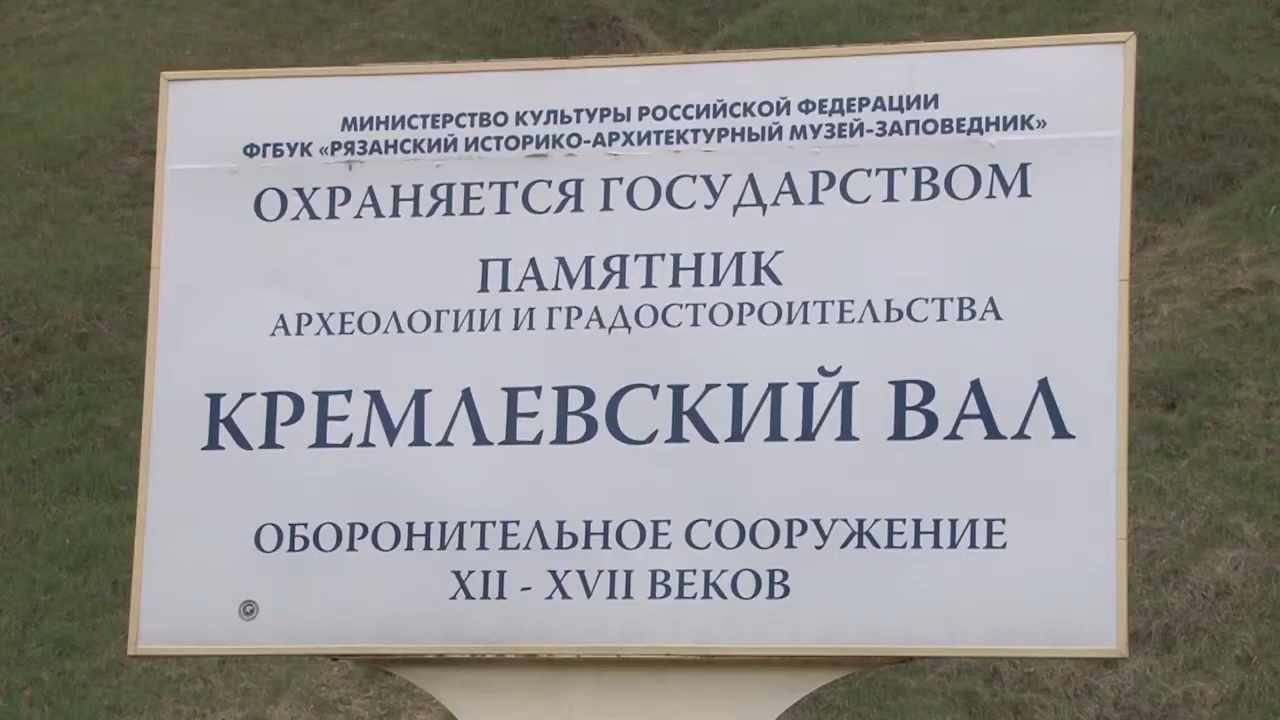 МИНИСТЕРСТВО КУЛЬТУРЫ РОССИЙСКОЙ ФЕДЕРАЦИИ
ФГБУК «РЯЗАНСКИЙ ИСТОРИКО-АРХИТЕКТУРНЫЙ МУЗЕЙ-ЗАПОВЕДНИК»
ОХРАНЯЕТСЯ ГОСУДАРСТВОМ
ПАМЯТНИК
АРХЕОЛОГИИ И ГРАДОСТОРОИТЕЛЬСТВА
КРЕМЛЕВСКИЙ ВАЛ
ОБОРОНИТЕЛЬНОЕ СООРУЖЕНИЕ
XII - XVII ВЕКОВ